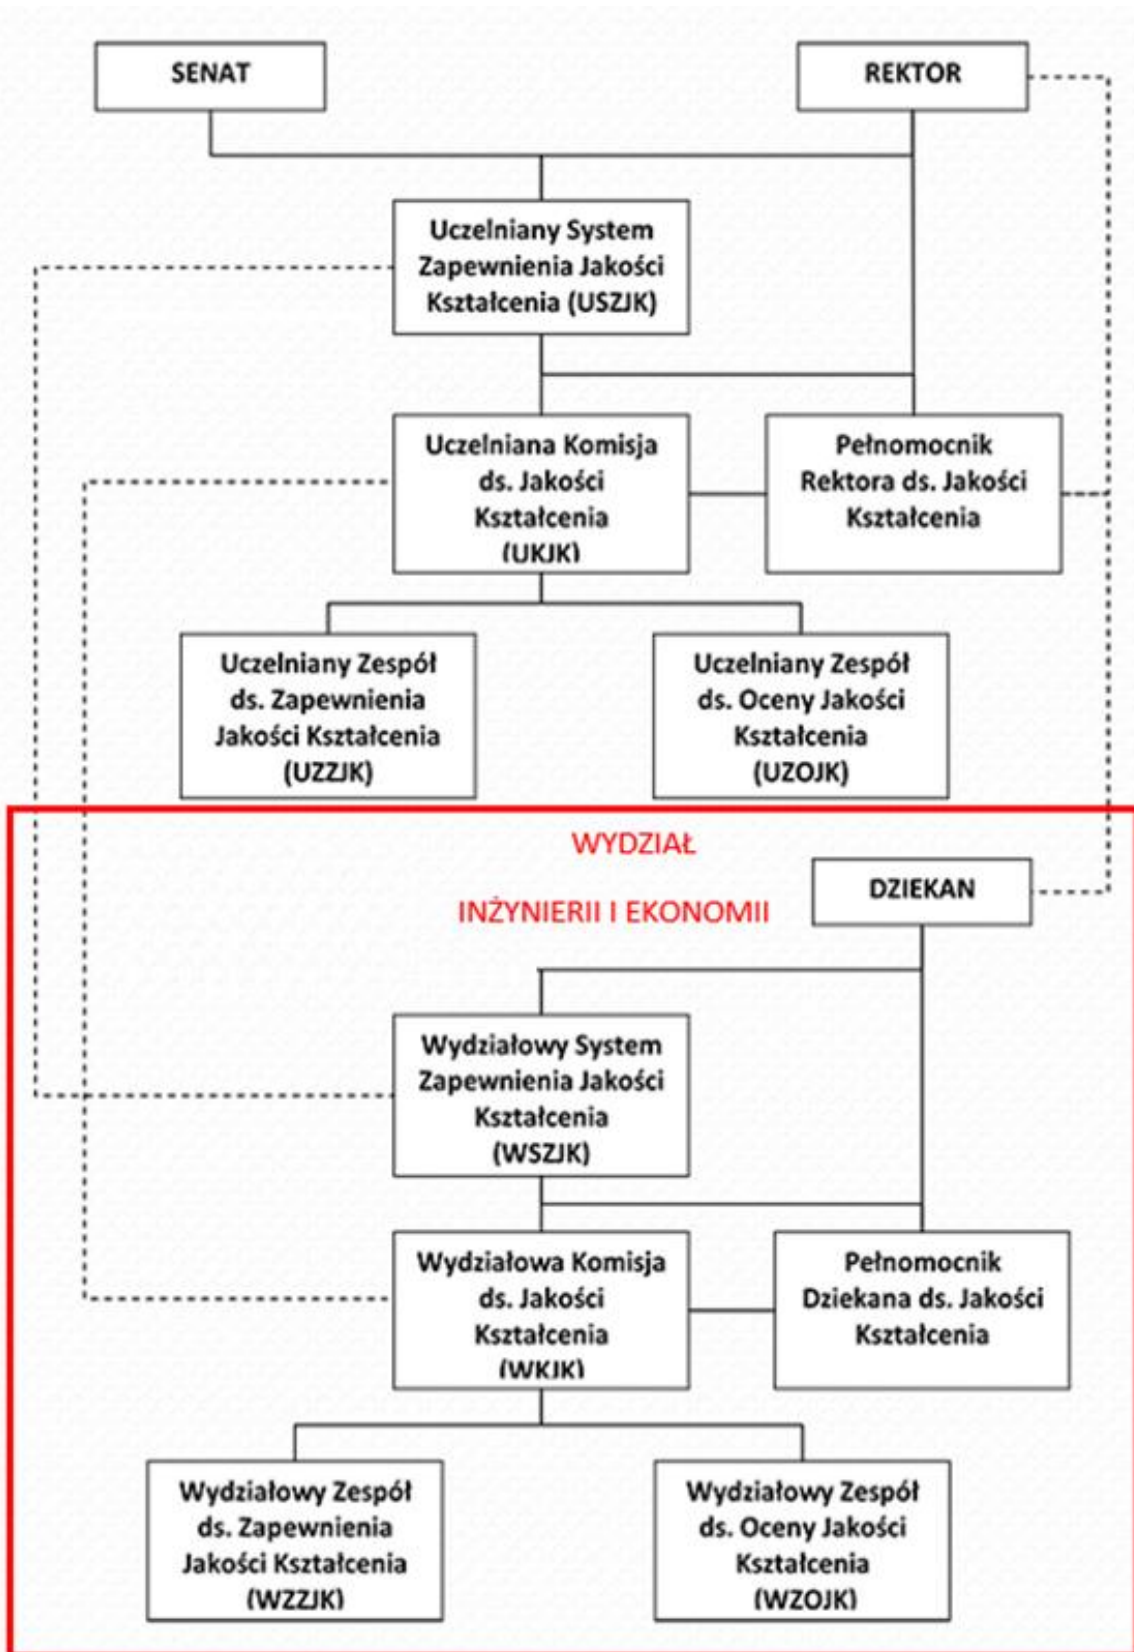 SENAT
REKTOR
Uczelniany System
Zapewnienia Jakości
Kształcenia (USZJK)
Uczelniana Komisja
ds. Jakości
Kształcenia
(UKJK)
Pełnomocnik
Rektora ds. Jakości
Kształcenia
Uczelniany Zespół
ds. Zapewnienia
Jakości Kształcenia
(UZZJK)
Uczelniany Zespół
ds. Oceny Jakości
Kształcenia
(UZOJK)
WYDZIAŁ
INŻYNIERII I EKONOMII
DZIEKAN
Wydziałowy System
Zapewnienia Jakości
Kształcenia
(WSZJK)
Wydziałowa Komisja
ds. Jakości
Kształcenia
(WKJK)
Pełnomocnik
Dziekana ds. Jakości
Kształcenia
Wydziałowy Zespół
ds. Zapewnienia
Jakości Kształcenia
(WZZJK)
Wydziałowy Zespół
ds. Oceny Jakości
Kształcenia
(WZOJK)